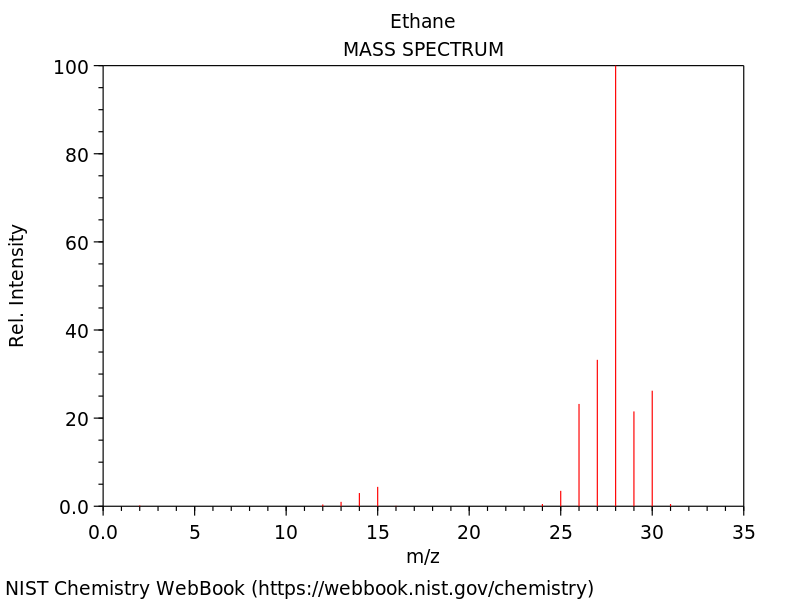 Ethane
MASS SPECTRUM
100
80
60
40
20
0.0
Rel. Intensity
0.0 5 10 15 20 25 30 35
m/z
NIST Chemistry WebBook (https://webbook.nist.gov/chemistry)